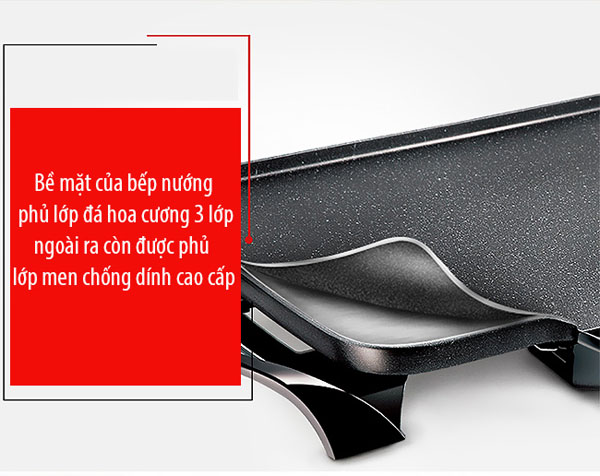 Bề mặt của bếp nướng
phủ lớp đá hoa cương 3 lớp
ngoài ra còn được phủ
lớp men chống dính cao cấp